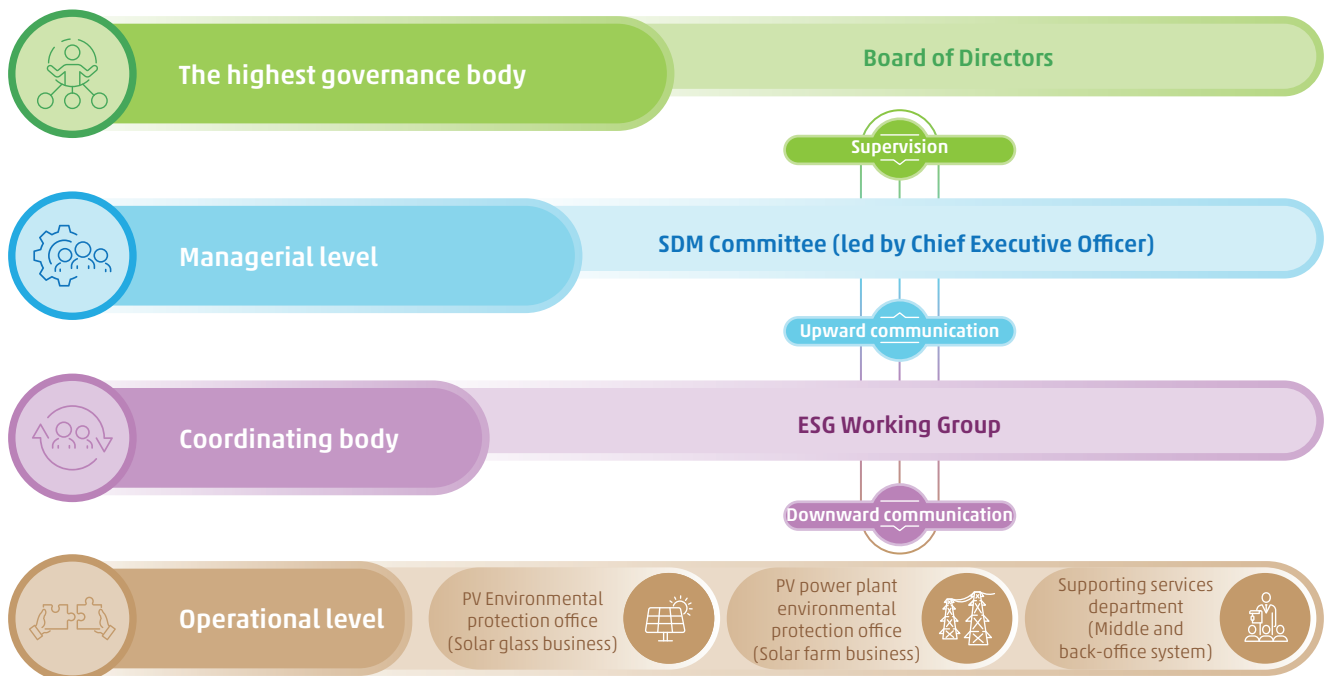 The highest governance body
Board of Directors
Supervision
Managerial level
SDM Committee (led by Chief Executive Officer)
Upward communication
Coordinating body
ESG Working Group
Downward communication
Operational level
PV Environmental
protection office
(Solar glass business)
PV power plant
environmental
protection office
(Solar farm business)
Supporting services
department
(Middle and
back-office system)